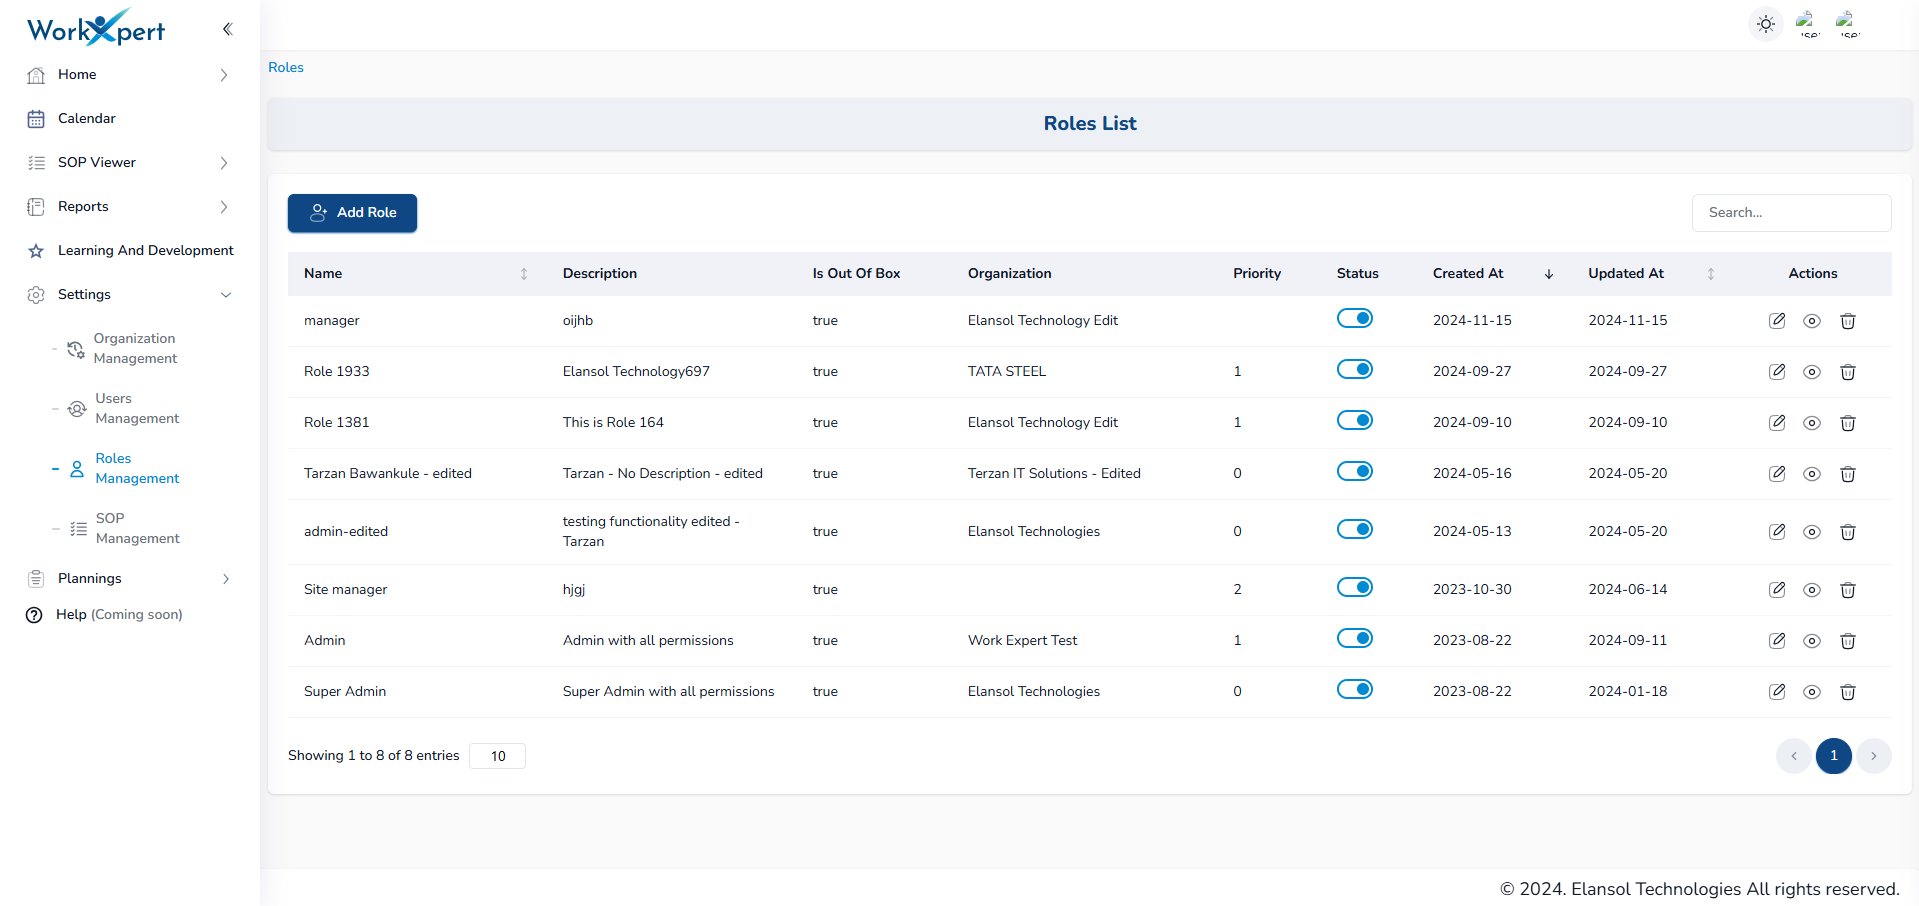 WorkXpert
Home
Calendar
SOP Viewer
Reports
Learning And Development
Settings
Organization
Management
Users
Management
Roles
Management
SOP
Management
Plannings
Help (Coming soon)
Roles
Roles List
Add Role
Search...
Name Description Is Out Of Box Organization Priority Status Created At Updated At Actions
manager oijhb true Elansol Technology Edit 2024-11-15 2024-11-15
Role 1933 Elansol Technology697 true TATA STEEL 1 2024-09-27 2024-09-27
Role 1381 This is Role 164 true Elansol Technology Edit 1 2024-09-10 2024-09-10
Tarzan Bawankule - edited Tarzan - No Description - edited true Terzan IT Solutions - Edited 0 2024-05-16 2024-05-20
testing functionality edited -
admin-edited Tarzan true Elansol Technologies 0 2024-05-13 2024-05-20
Site manager hjgj true 2 2023-10-30 2024-06-14
Admin Admin with all permissions true Work Expert Test 1 2023-08-22 2024-09-11
Super Admin Super Admin with all permissions true Elansol Technologies 0 2023-08-22 2024-01-18
Showing 1 to 8 of 8 entries 10
1
© 2024. Elansol Technologies All rights reserved.